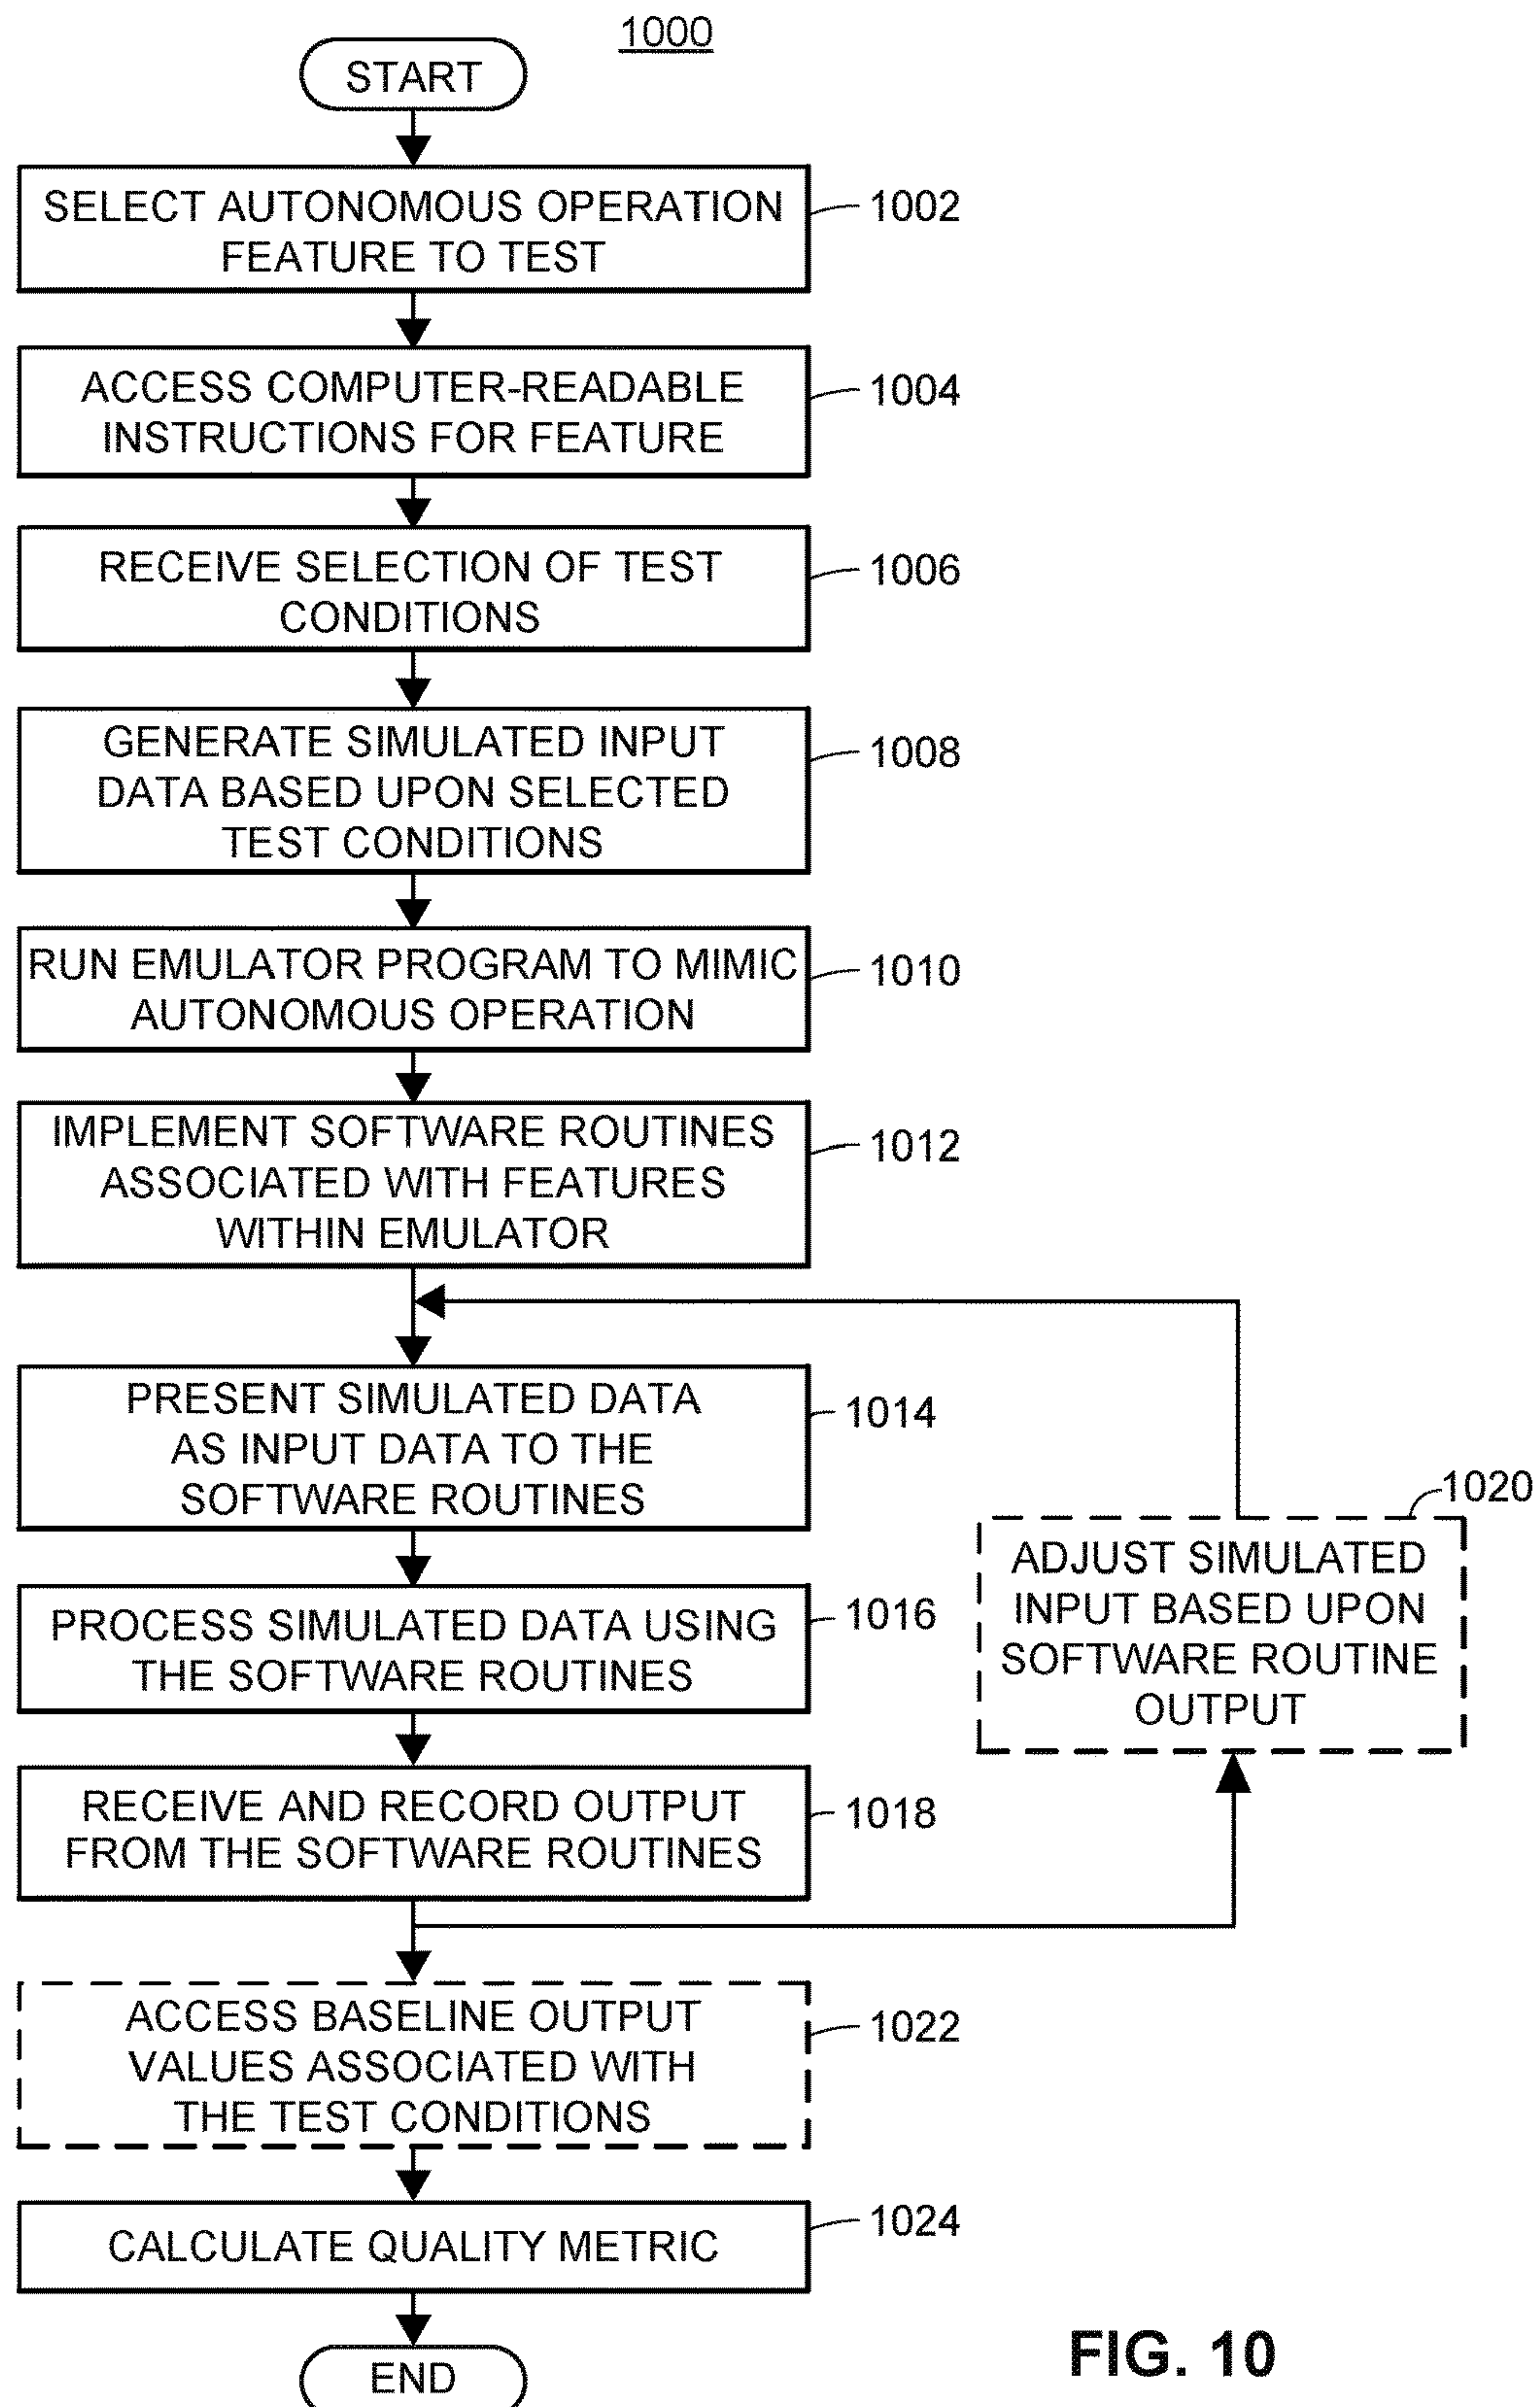 1000
START
SELECT AUTONOMOUS OPERATION
FEATURE TO TEST
1002
ACCESS COMPUTER-READABLE
INSTRUCTIONS FOR FEATURE
1004
RECEIVE SELECTION OF TEST
CONDITIONS
1006
GENERATE SIMULATED INPUT
DATA BASED UPON SELECTED
TEST CONDITIONS
1008
RUN EMULATOR PROGRAM TO MIMIC
AUTONOMOUS OPERATION
1010
IMPLEMENT SOFTWARE ROUTINES
ASSOCIATED WITH FEATURES
WITHIN EMULATOR
1012
PRESENT SIMULATED DATA
AS INPUT DATA TO THE
SOFTWARE ROUTINES
1014
1020
ADJUST SIMULATED
INPUT BASED UPON
SOFTWARE ROUTINE
OUTPUT
PROCESS SIMULATED DATA USING
THE SOFTWARE ROUTINES
1016
RECEIVE AND RECORD OUTPUT
FROM THE SOFTWARE ROUTINES
1018
ACCESS BASELINE OUTPUT
VALUES ASSOCIATED WITH
THE TEST CONDITIONS
1022
CALCULATE QUALITY METRIC
1024
END
FIG. 10